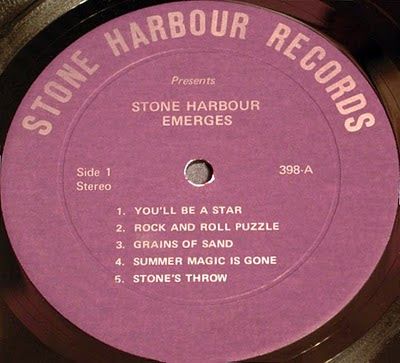 STONE HARBOUR RECORDS
Presents
STONE HARBOUR
EMERGES
Side 1
Stereo
398-A
1. YOU'LL BE A STAR
2. ROCK AND ROLL PUZZLE
3. GRAINS OF SAND
4. SUMMER MAGIC IS GONE
5. STONE'S THROW